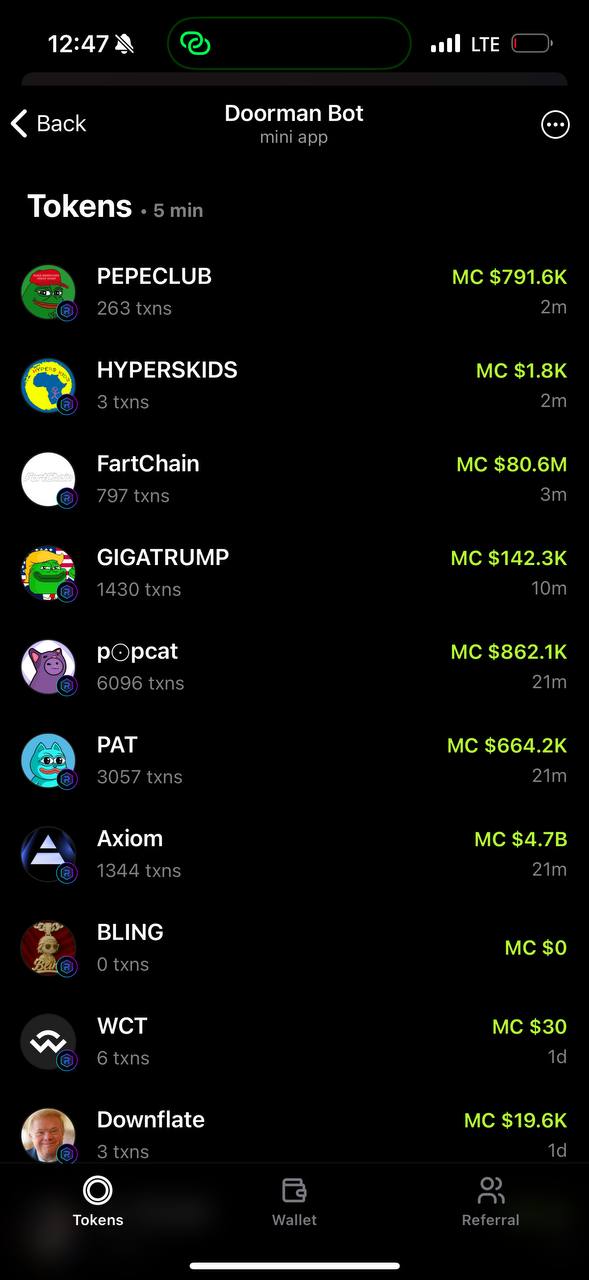 12:47
LTE
Back
Doorman Bot
mini app
Tokens • 5 min
PEPECLUB
MC $791.6K
263 txns
2m
HYPERSKIDS
MC $1.8K
3 txns
2m
FartChain
MC $80.6M
797 txns
3m
GIGATRUMP
MC $142.3K
1430 txns
10m
p⊙pcat
MC $862.1K
6096 txns
21m
PAT
MC $664.2K
3057 txns
21m
Axiom
MC $4.7B
1344 txns
21m
BLING
MC $0
0 txns
WCT
MC $30
6 txns
1d
Downflate
MC $19.6K
3 txns
1d
Tokens
Wallet
Referral